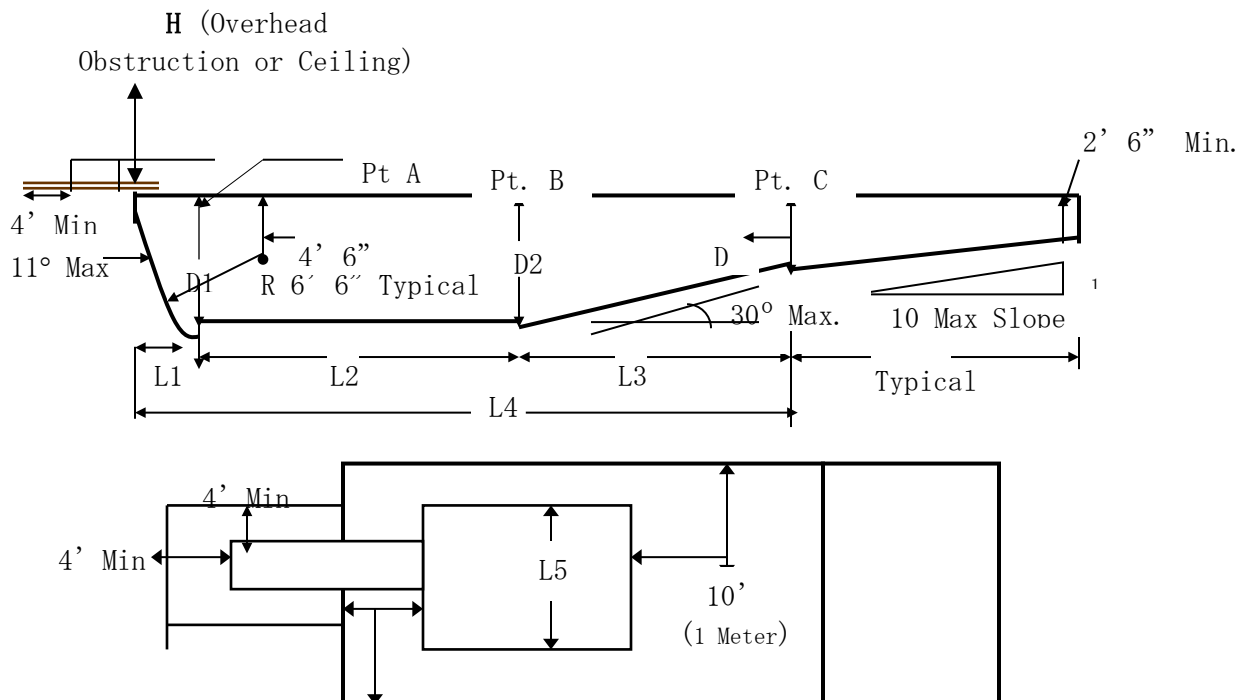 H (Overhead
Obstruction or Ceiling)
2’ 6” Min.
Pt A
Pt. B
Pt. C
4’ Min
11° Max
4’ 6”
D1
R 6′ 6″ Typical
D2
D
30° Max.
1
10 Max Slope
L1
L2
L3
Typical
L4
4’ Min
4’ Min
L5
10’
(1 Meter)